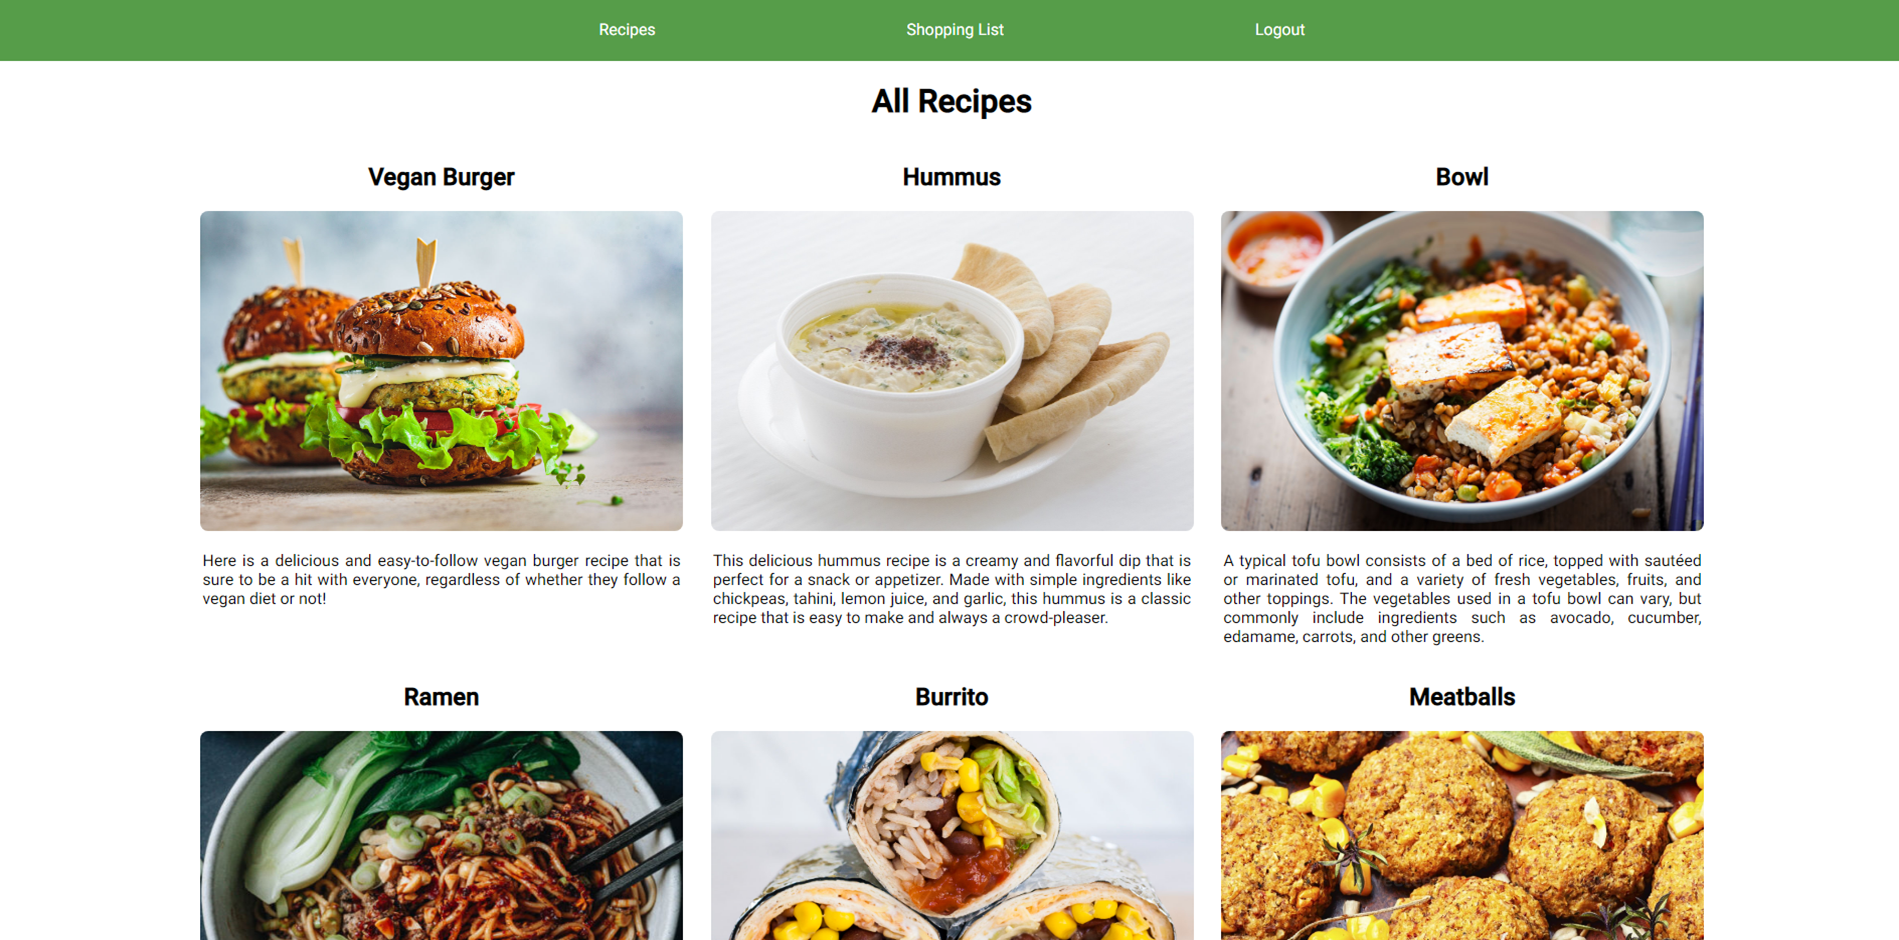 Recipes
Shopping List
Logout
All Recipes
Vegan Burger
Hummus
Bowl
Here is a delicious and easy-to-follow vegan burger recipe that is
sure to be a hit with everyone, regardless of whether they follow a
vegan diet or not!
This delicious hummus recipe is a creamy and flavorful dip that is
perfect for a snack or appetizer. Made with simple ingredients like
chickpeas, tahini, lemon juice, and garlic, this hummus is a classic
recipe that is easy to make and always a crowd-pleaser.
A typical tofu bowl consists of a bed of rice, topped with sautéed
or marinated tofu, and a variety of fresh vegetables, fruits, and
other toppings. The vegetables used in a tofu bowl can vary, but
commonly include ingredients such as avocado, cucumber,
edamame, carrots, and other greens.
Ramen
Burrito
Meatballs